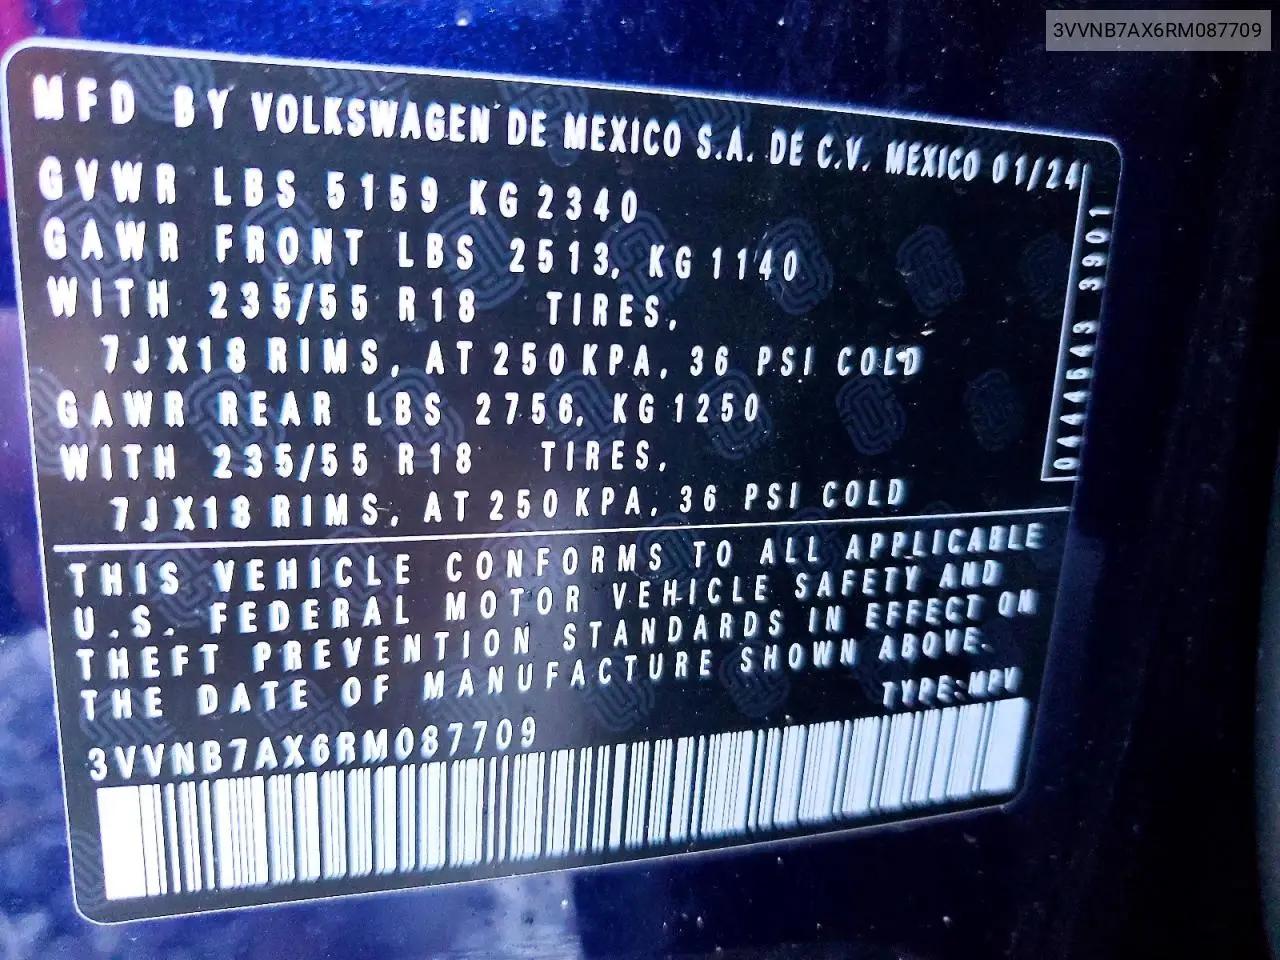 3VVNB7AX6RM087709
MFD BY VOLKSWAGEN DE MEXICO S.A. DE C.V. MEXICO 01/24
GVWR LBS 5159 KG 2340
GAWR FRONT LBS 2513, KG 1140
WITH 235/55 R18 TIRES,
7JX18 RIMS, AT 250 KPA, 36 PSI COLD
GAWR REAR LBS 2756, KG 1250
WITH 235/55 R18 TIRES,
7JX18 RIMS, AT 250 KPA, 36 PSI COLD
0444543 3901
THIS VEHICLE CONFORMS TO ALL APPLICABLE
U.S. FEDERAL MOTOR VEHICLE SAFETY AND
THEFT PREVENTION STANDARDS IN EFFECT ON
THE DATE OF MANUFACTURE SHOWN ABOVE.
TYPE:MPV
3VVNB7AX6RM087709